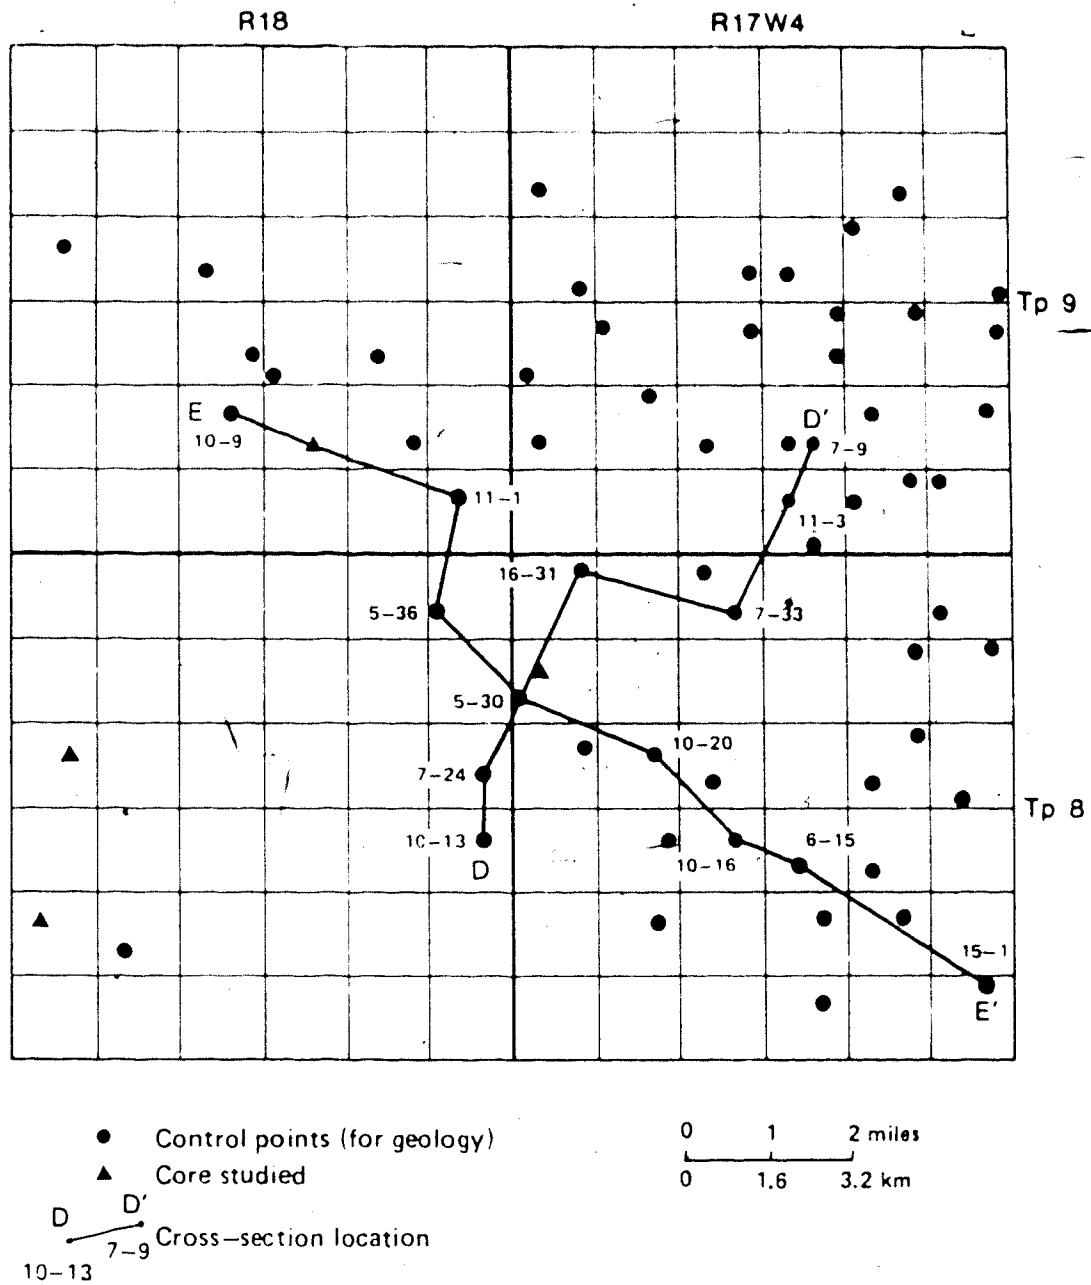 R18 R17W4
Tp 9
E
10-9
D'
7-9
11-1
11-3
16-31
5-36
7-33
5-30
10-20
7-24
Tp 8
10-13
10-16
6-15
D
15-1
E'
Control points (for geology)
0 1 2 miles
Core studied
0 1.6 3.2 km
D D'
Cross-section location
7-9
10-13